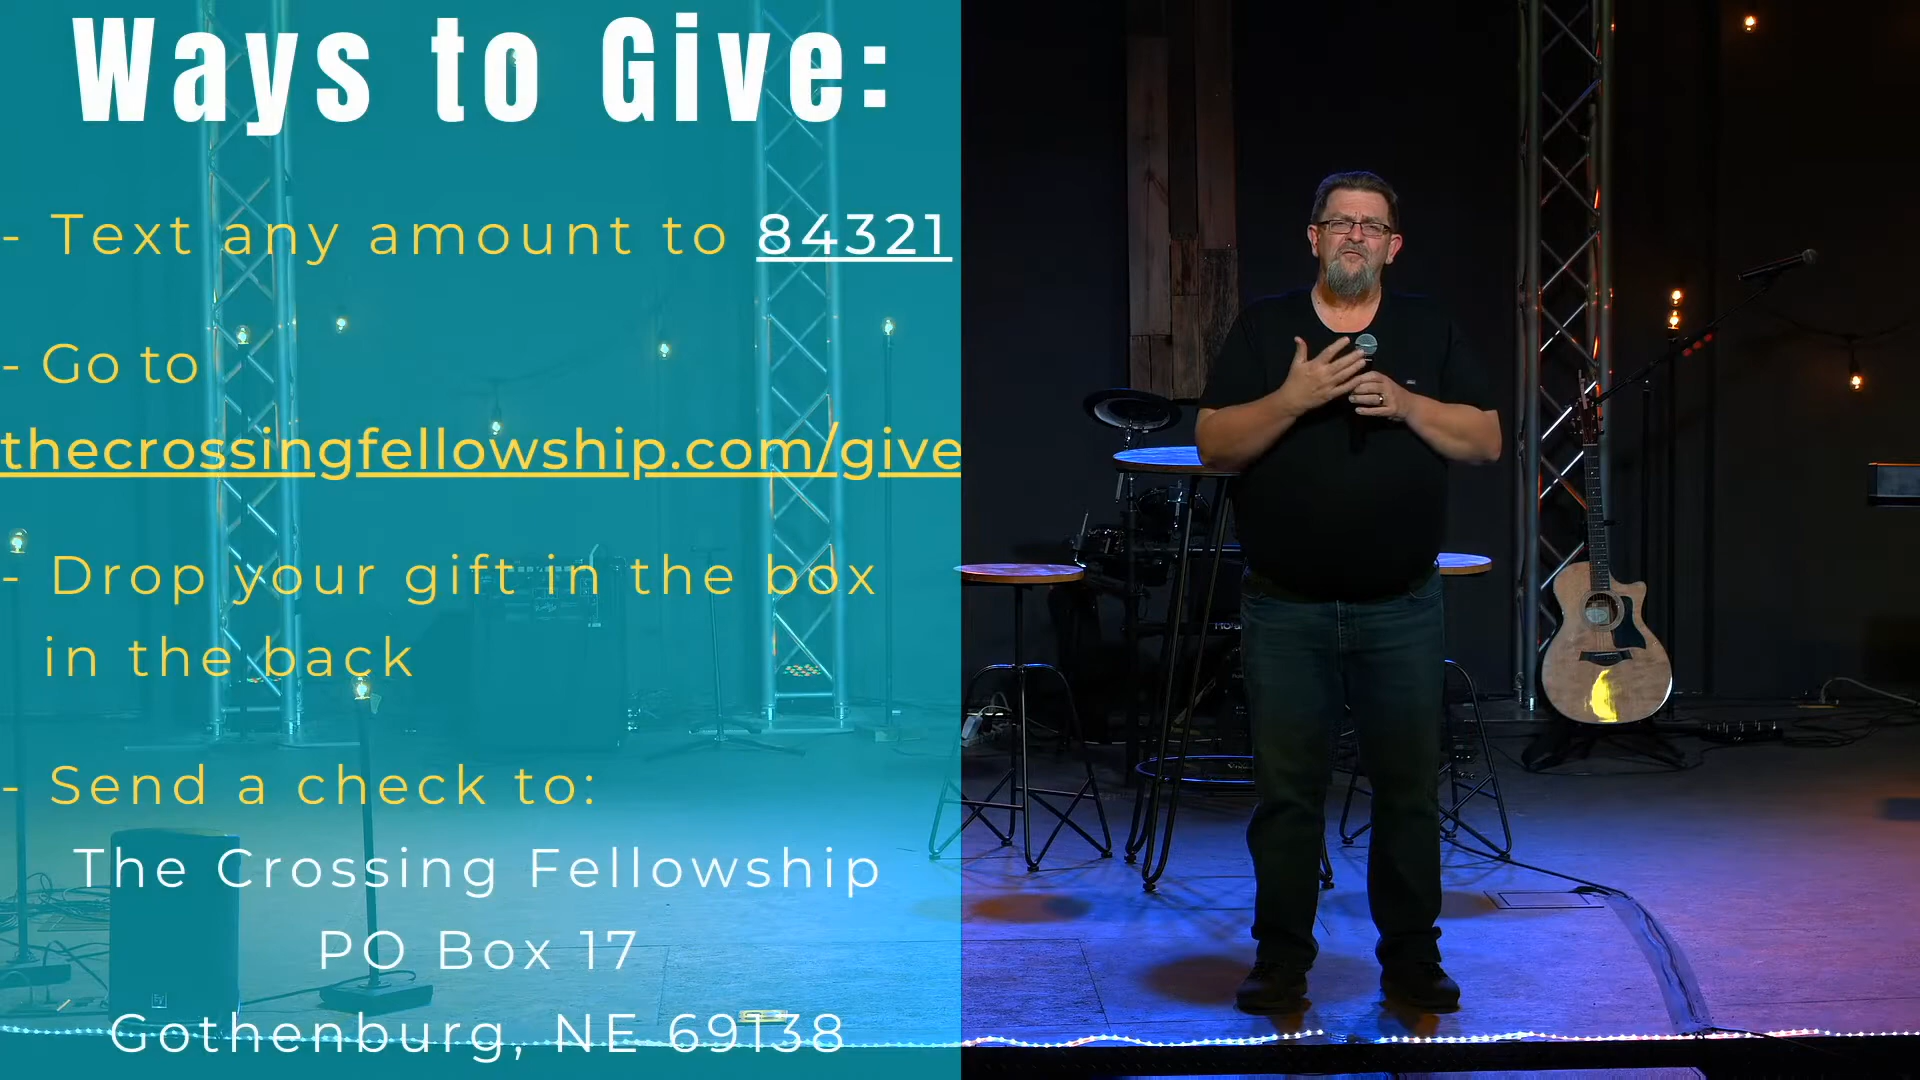 Ways to Give:
- Text any amount to 84321
- Go to
thecrossingfellowship.com/give
- Drop your gift in the box
in the back
- Send a check to:
The Crossing Fellowship
PO Box 17
Gothenburg, NE 69138